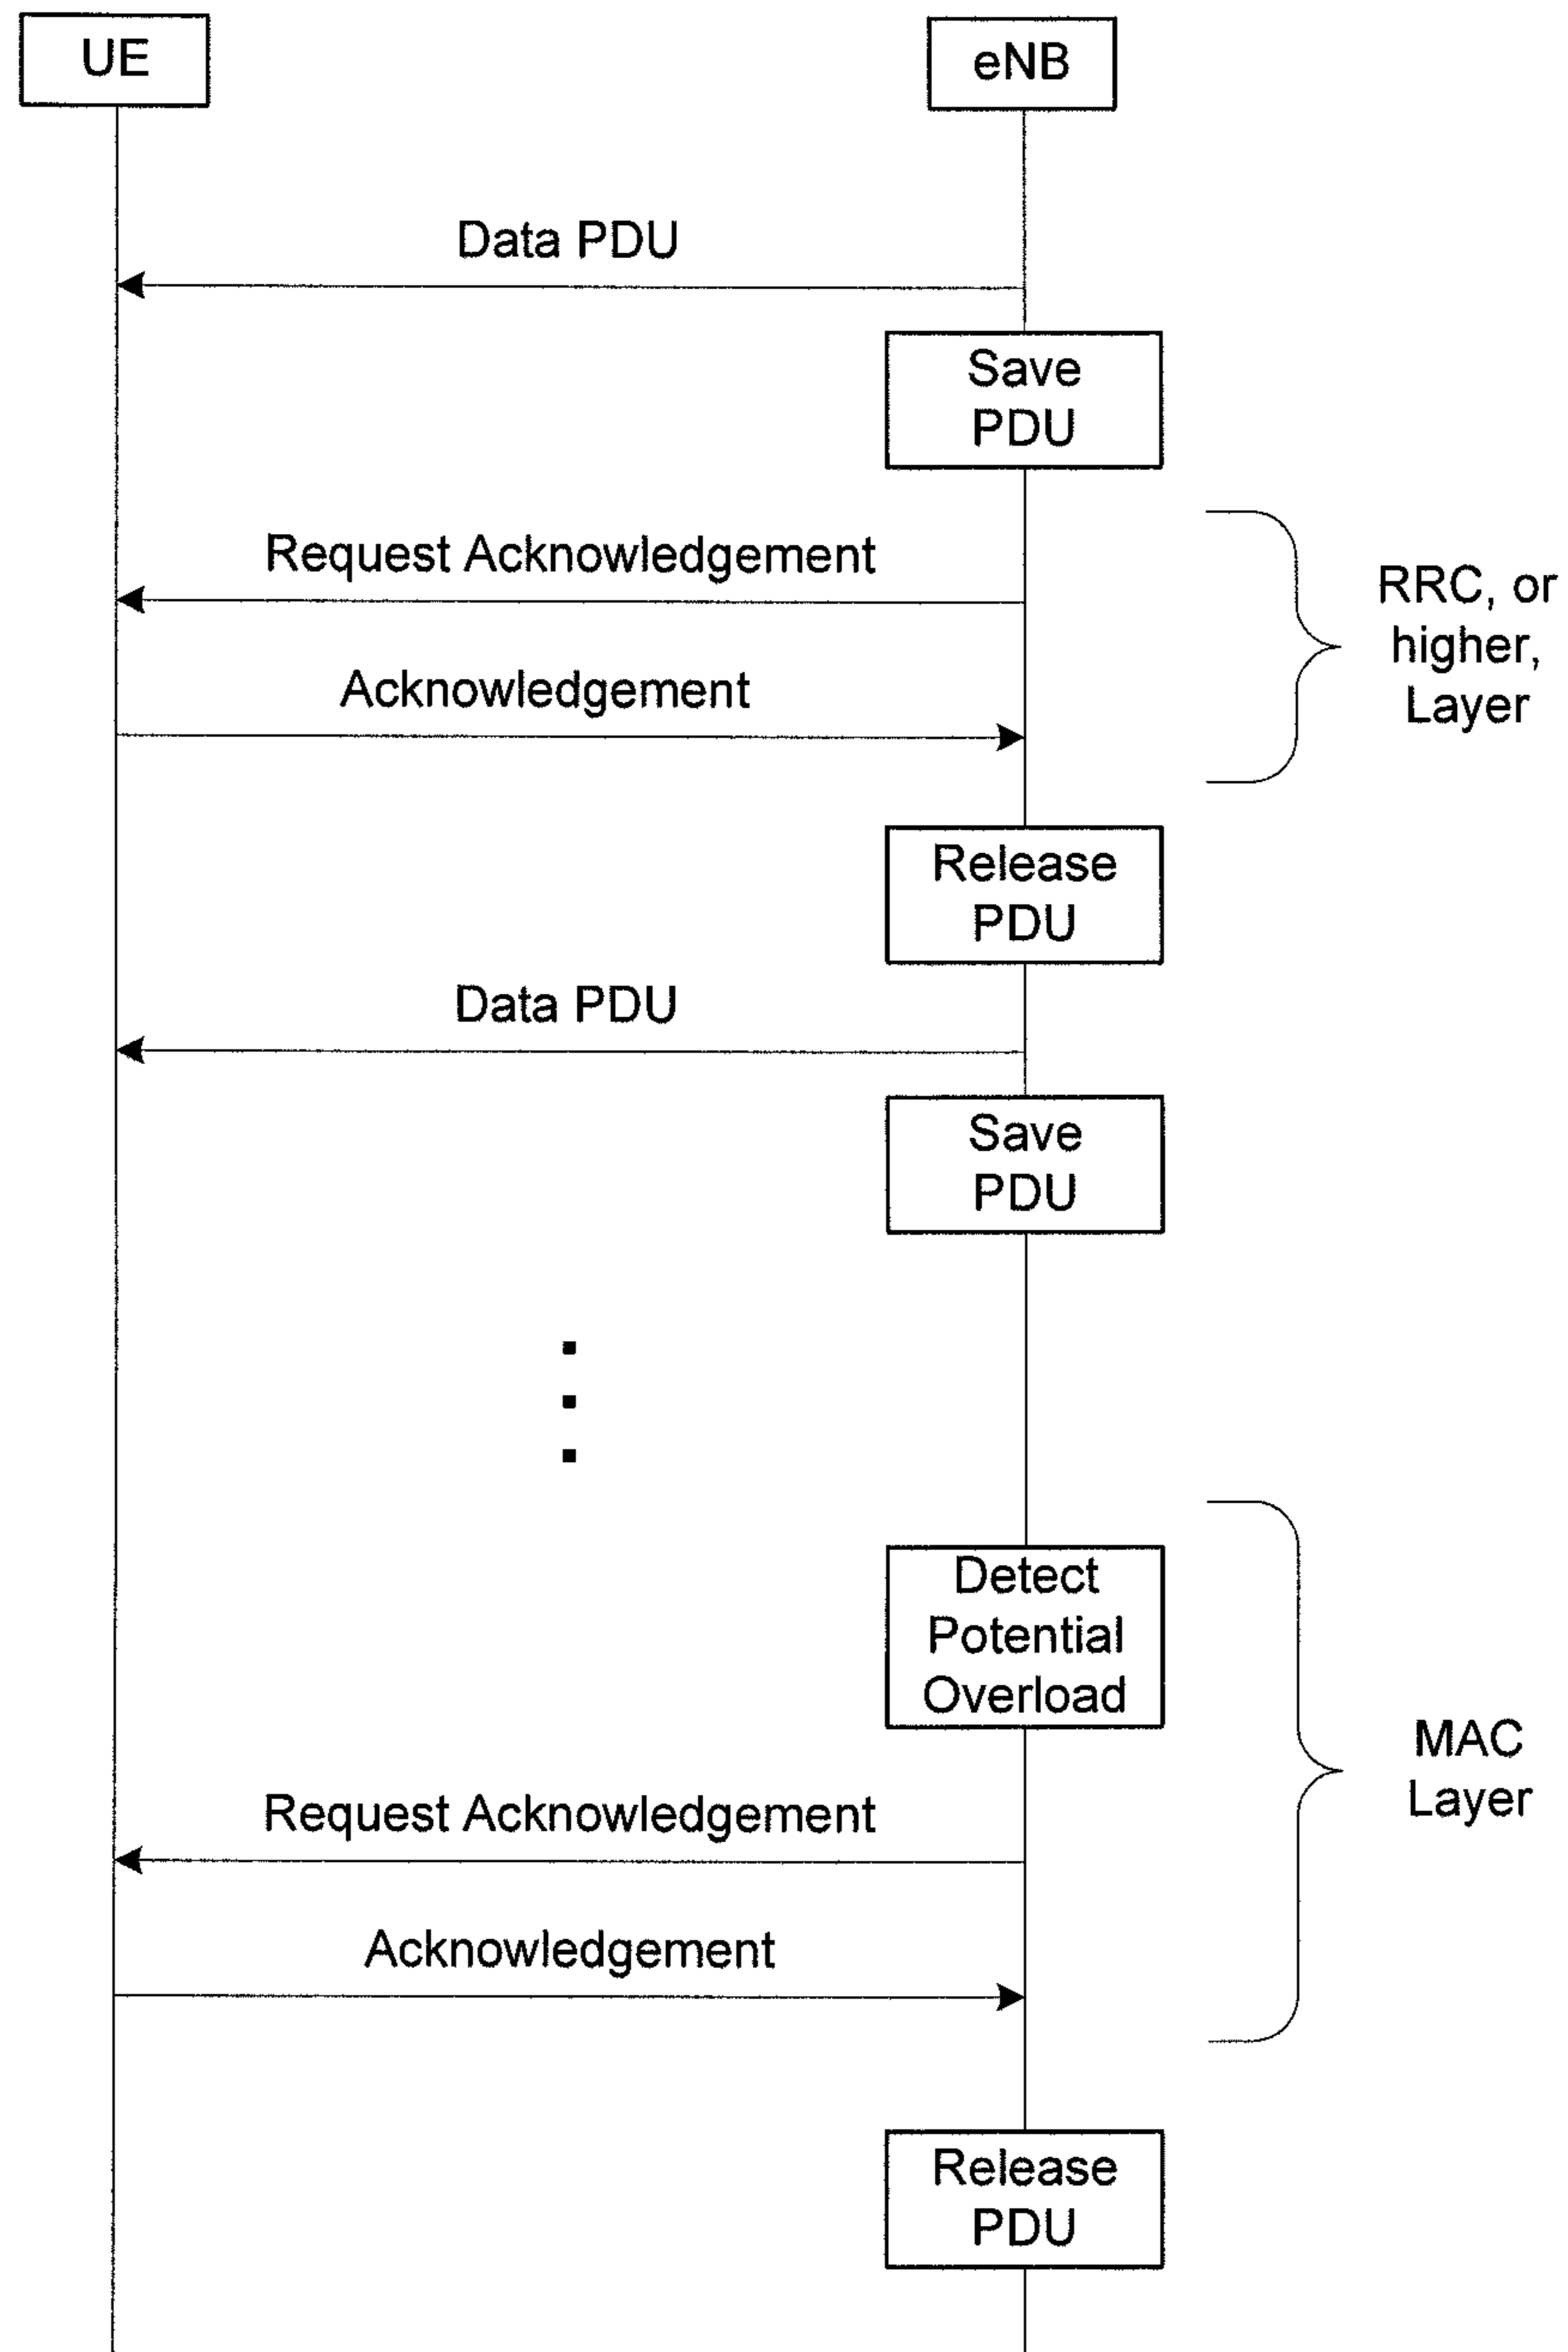 UE
eNB
Data PDU
Save
PDU
Request Acknowledgement
RRC, or
higher,
Layer
Acknowledgement
Release
PDU
Data PDU
Save
PDU
Detect
Potential
Overload
MAC
Layer
Request Acknowledgement
Acknowledgement
Release
PDU